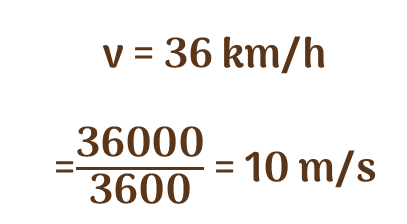 v = 36 km/h
= 36000/3600 = 10 m/s